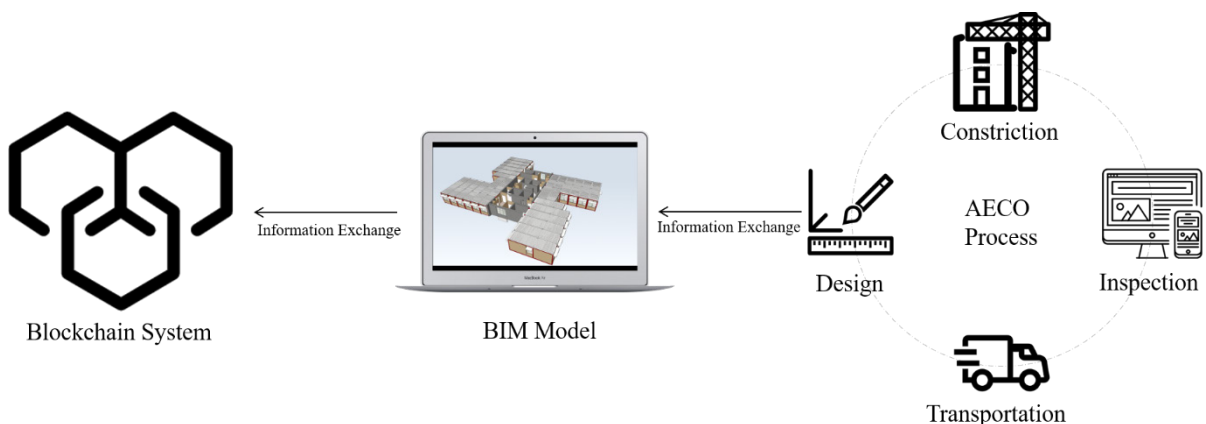 Constriction
AECO
Process
Information Exchange
Information Exchange
Design
Inspection
Blockchain System
BIM Model
Transportation